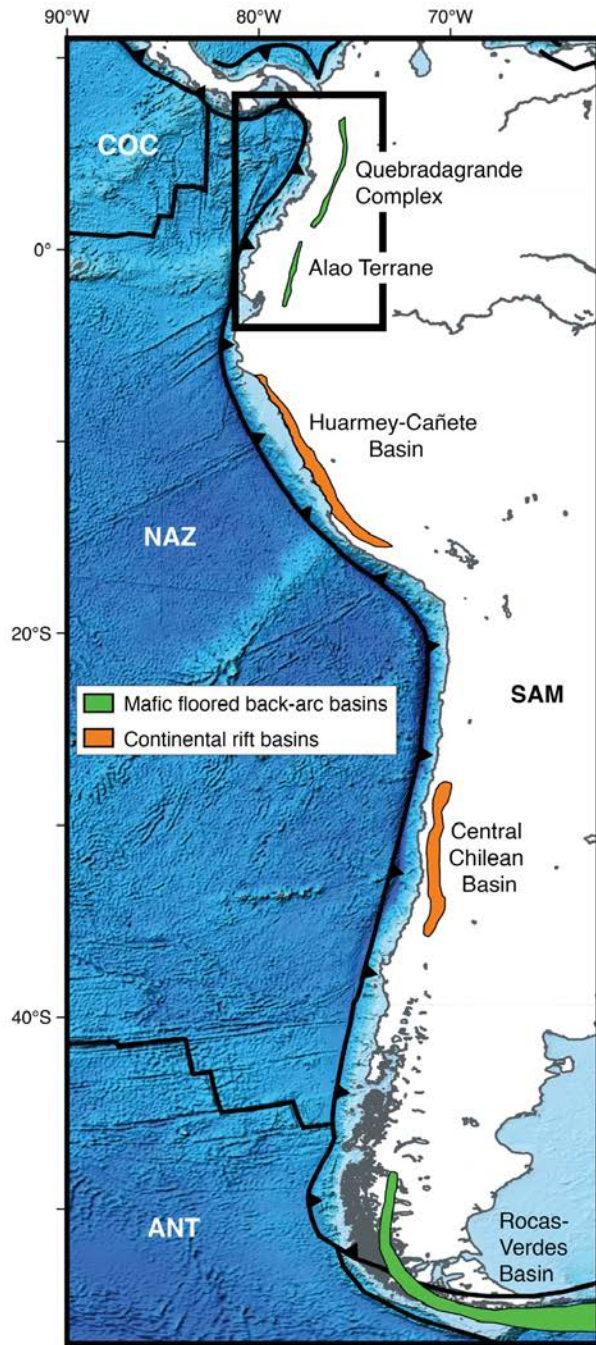 90°W
80°W
70°W
COC
Quebradagrande
Complex
0°
Alao Terrane
Huarmey-Cañete
Basin
NAZ
20°S
SAM
Mafic floored back-arc basins
Continental rift basins
Central
Chilean
Basin
40°S
ANT
Rocas-
Verdes
Basin